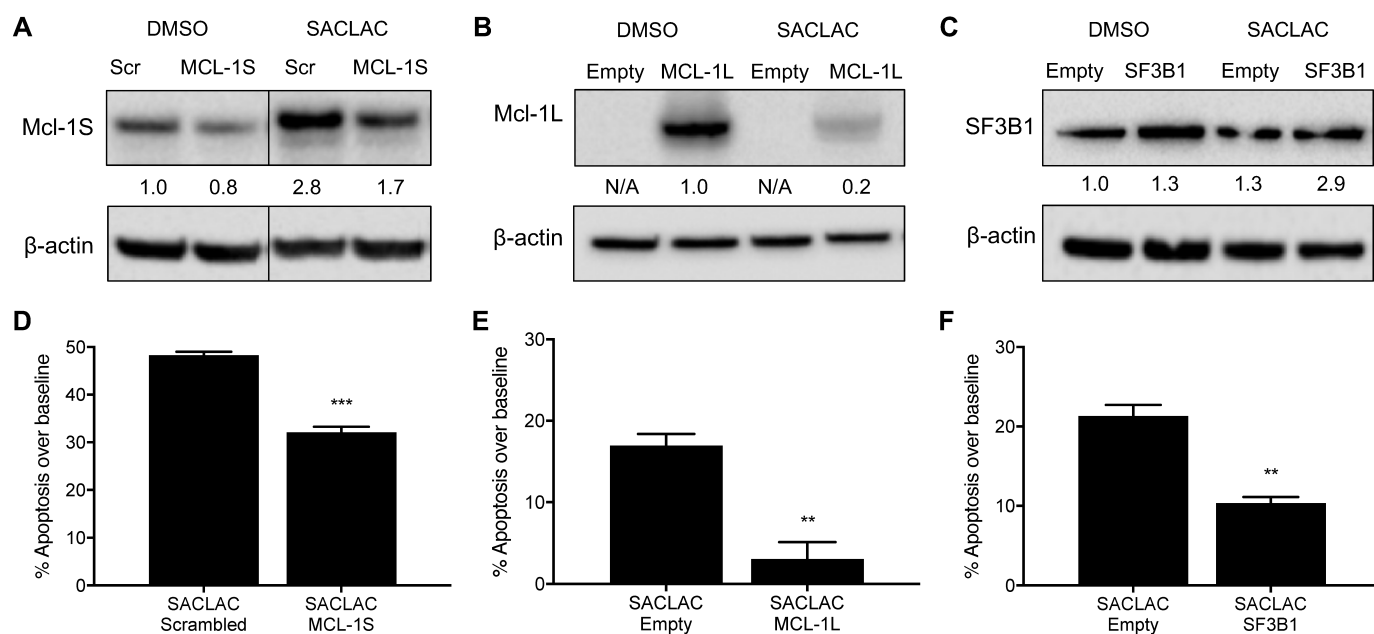 A
DMSO SACLAC
Scr MCL-1S Scr MCL-1S
Mcl-1S
1.0 0.8 2.8 1.7
β-actin
B
DMSO SACLAC
Empty MCL-1L Empty MCL-1L
Mcl-1L
N/A 1.0 N/A 0.2
β-actin
C
DMSO SACLAC
Empty SF3B1 Empty SF3B1
SF3B1
1.0 1.3 1.3 2.9
β-actin
D
% Apoptosis over baseline
50
40
30
20
10
0
***
SACLAC SACLAC
Scrambled MCL-1S
E
% Apoptosis over baseline
30
20
10
0
**
SACLAC SACLAC
Empty MCL-1L
F
% Apoptosis over baseline
30
20
10
0
**
SACLAC SACLAC
Empty SF3B1